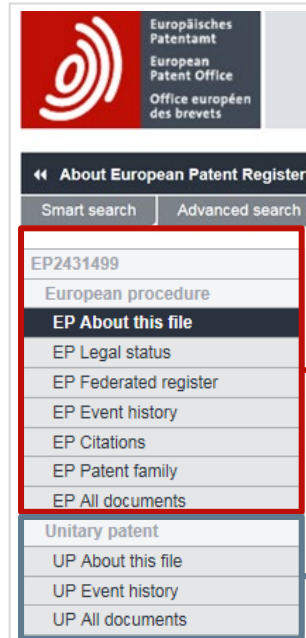 Europäisches
Patentamt
European
Patent Office
Office européen
des brevets
About European Patent Register
Smart search Advanced search
EP2431499
European procedure
EP About this file
EP Legal status
EP Federated register
EP Event history
EP Citations
EP Patent family
EP All documents
Unitary patent
UP About this file
UP Event history
UP All documents